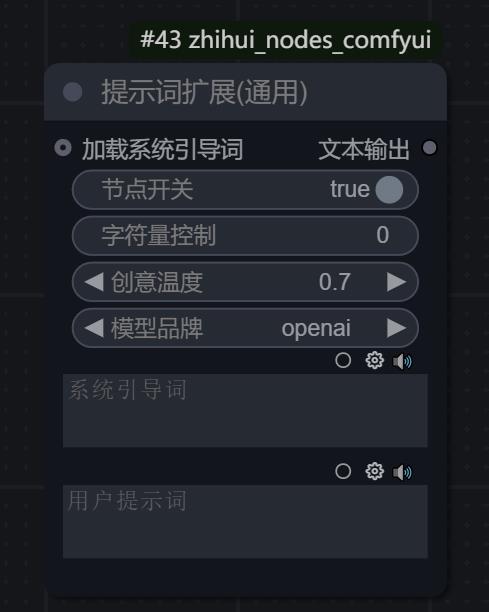 #43 zhihui_nodes_comfyui
提示词扩展(通用)
加载系统引导词 文本输出
节点开关 true
字符量控制 0
创意温度 0.7
模型品牌 openai
系统引导词
用户提示词